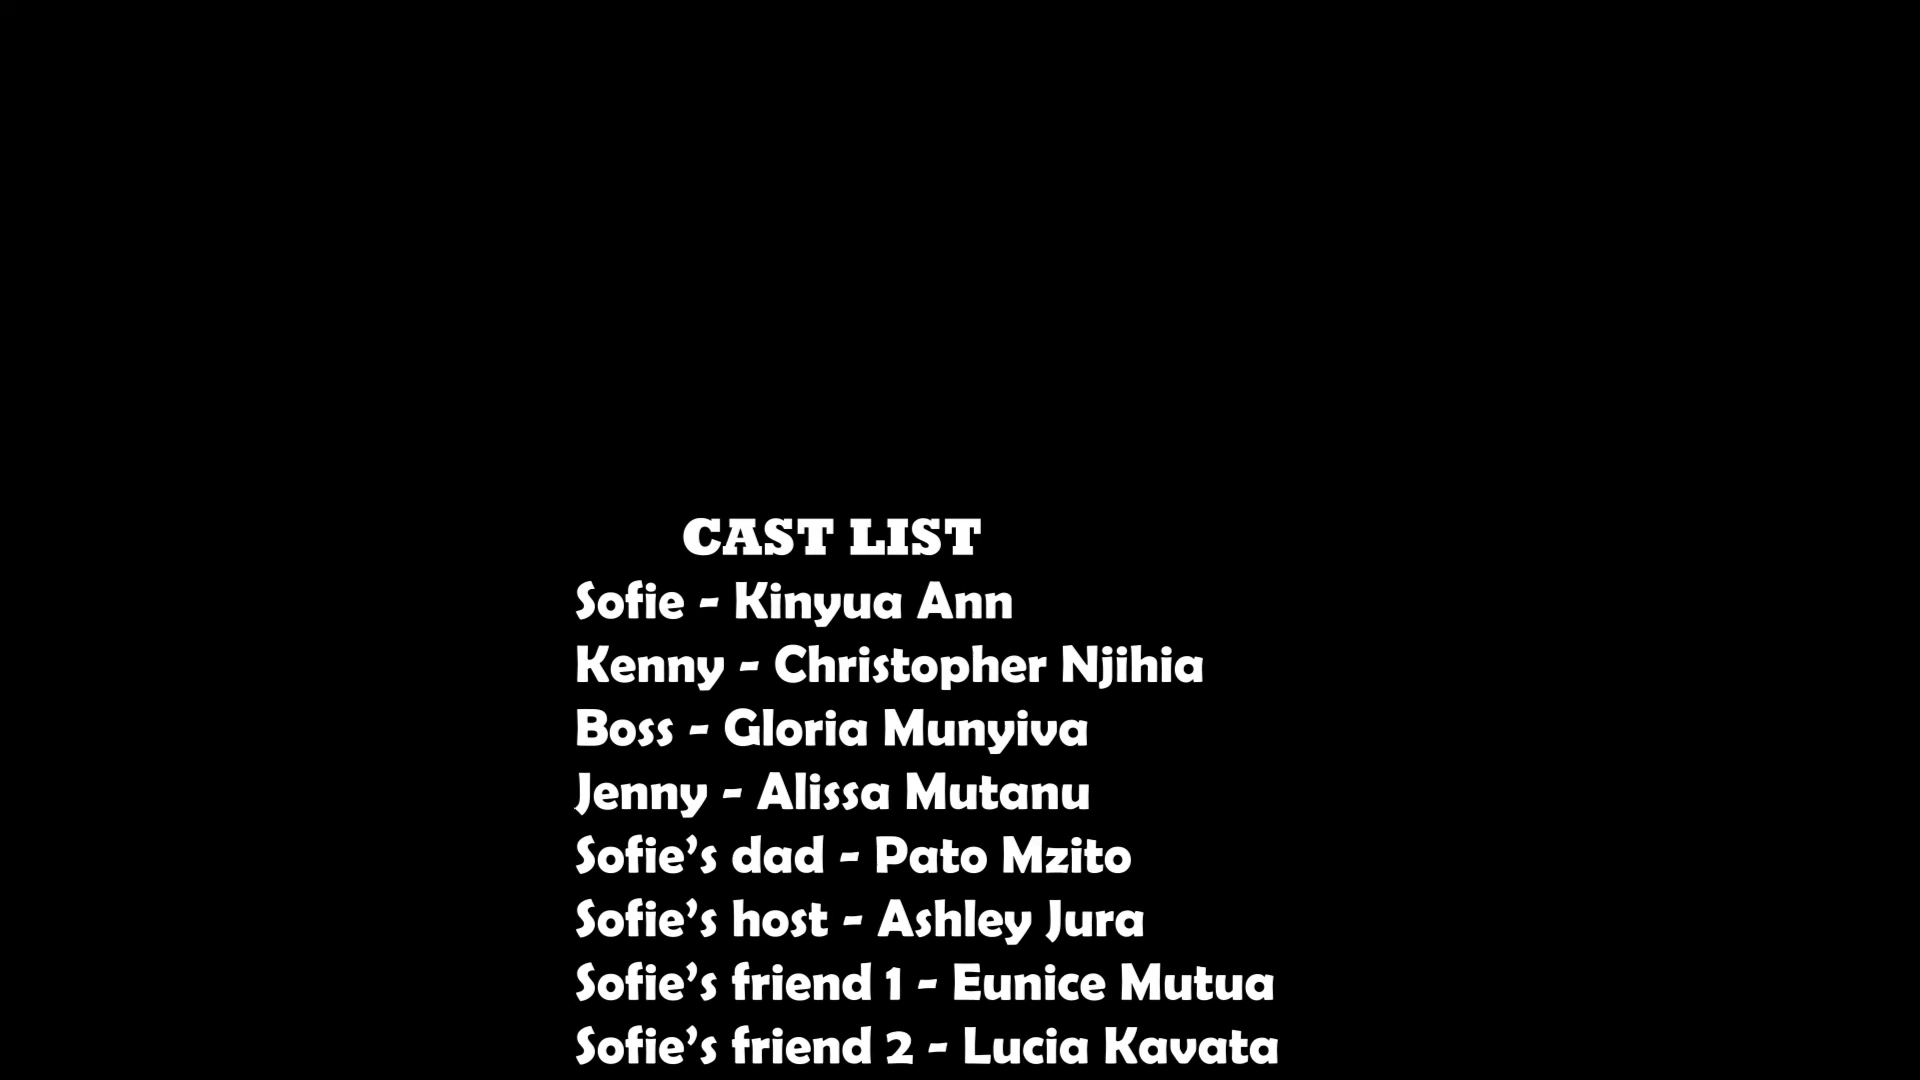 CAST LIST
Sofie - Kinyua Ann
Kenny - Christopher Njihia
Boss - Gloria Munyiva
Jenny - Alissa Mutanu
Sofie’s dad - Pato Mzito
Sofie’s host - Ashley Jura
Sofie’s friend 1 - Eunice Mutua
Sofie’s friend 2 - Lucia Kavata